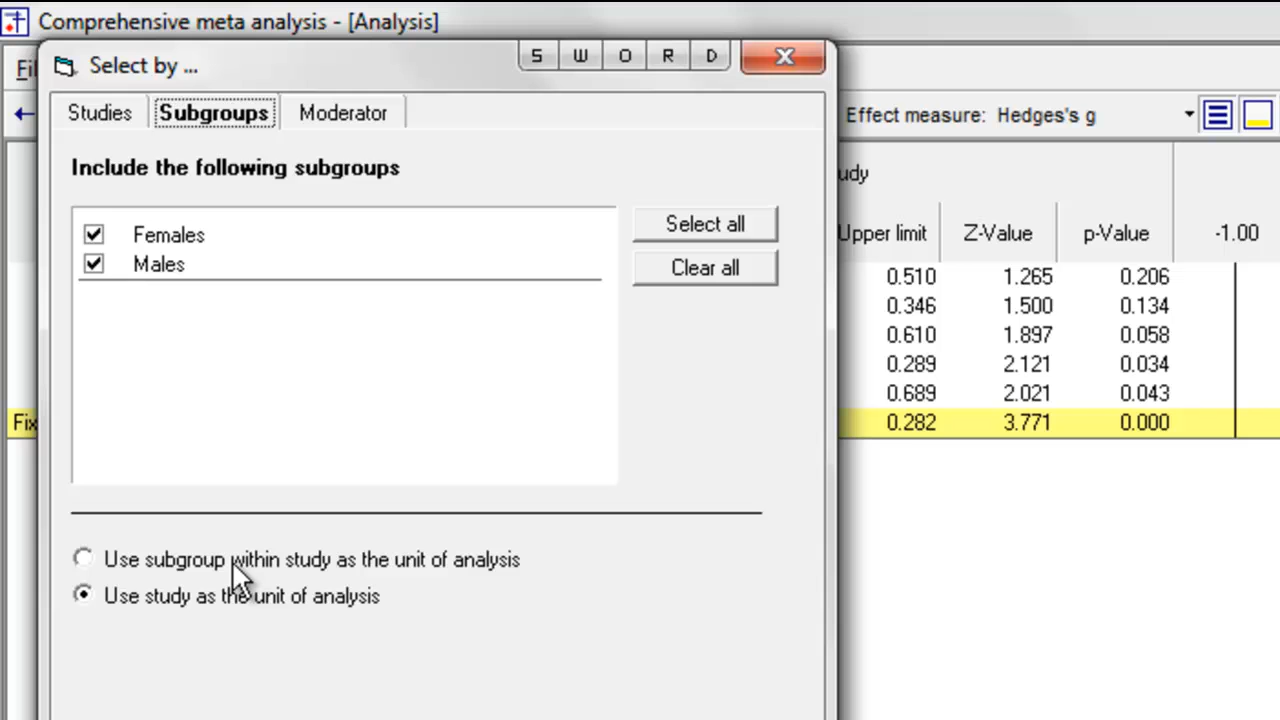 Comprehensive meta analysis - [Analysis]
Select by ...
S W O R D
Studies Subgroups Moderator
Effect measure: Hedges's g
Include the following subgroups
Females
Males
Select all
Clear all
Upper limit Z-Value p-Value -1.00
0.510 1.265 0.206
0.346 1.500 0.134
0.610 1.897 0.058
0.289 2.121 0.034
0.689 2.021 0.043
Fix 0.282 3.771 0.000
Use subgroup within study as the unit of analysis
Use study as the unit of analysis